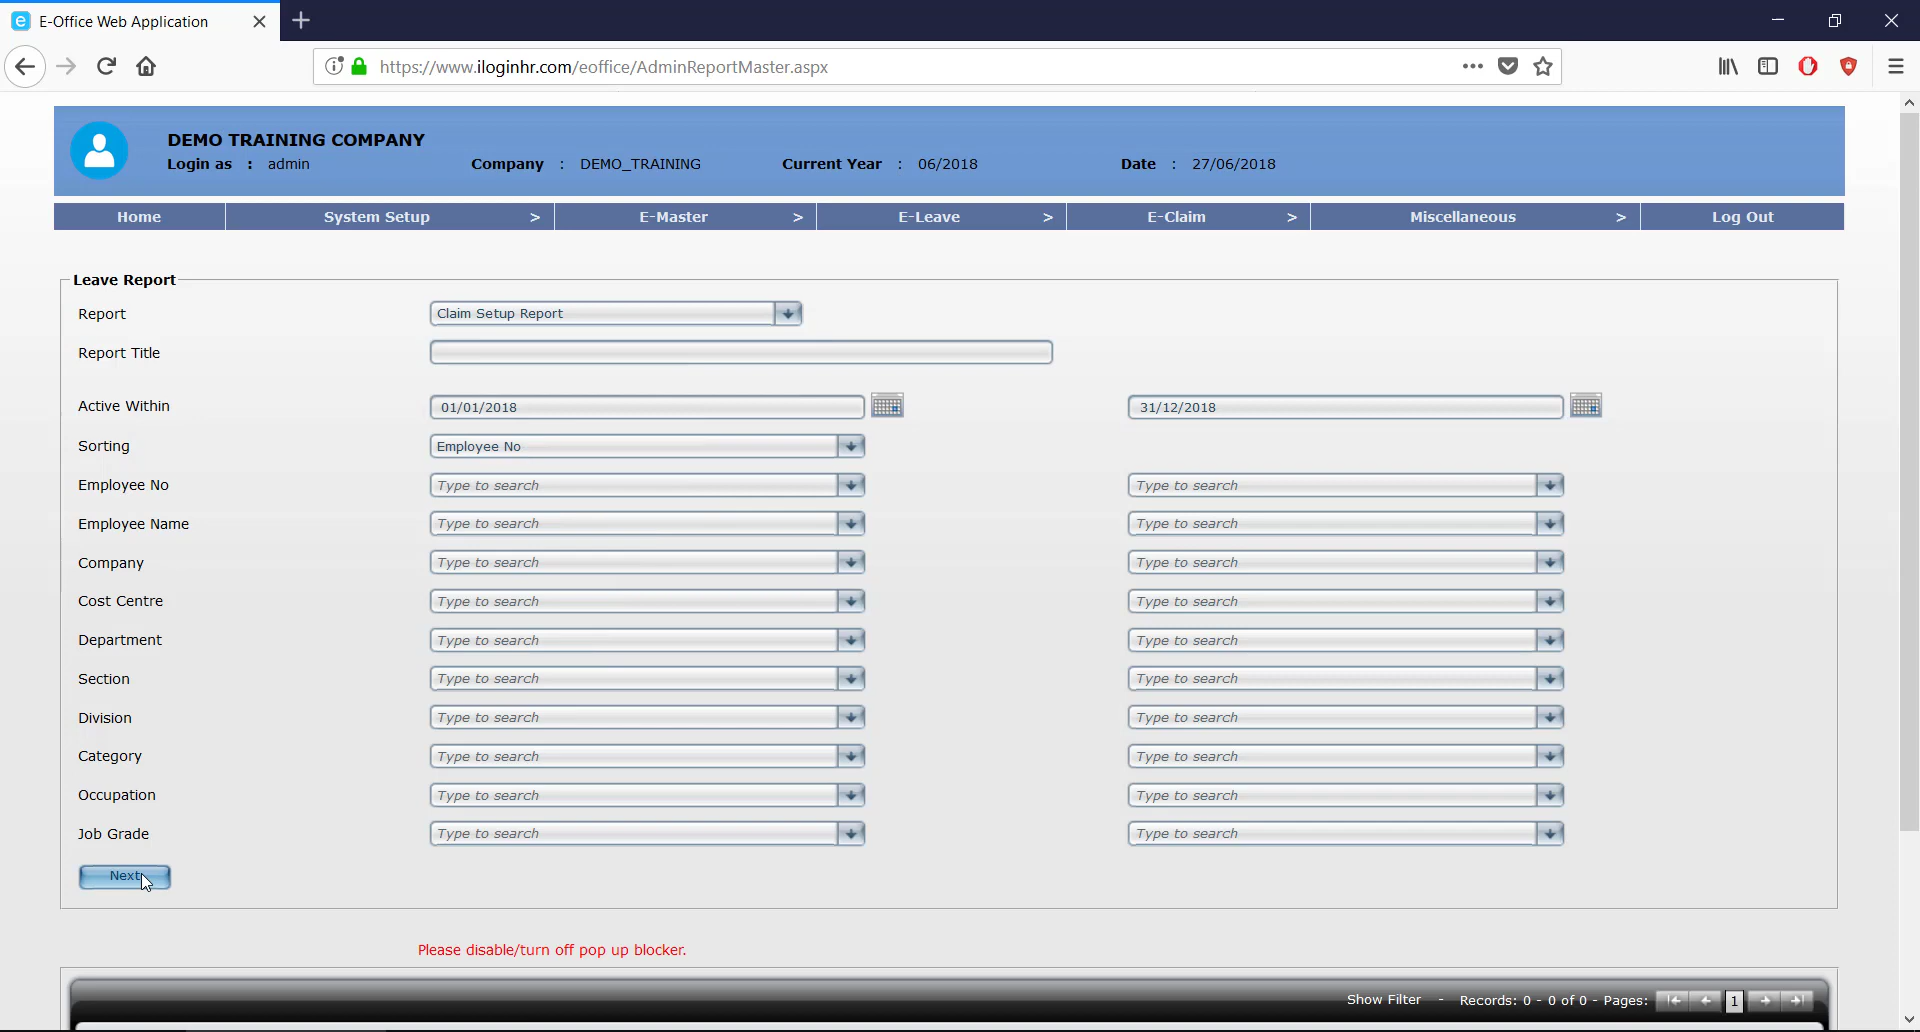 E-Office Web Application
https://www.iloginhr.com/eoffice/AdminReportMaster.aspx
DEMO TRAINING COMPANY
Login as : admin Company : DEMO_TRAINING Current Year : 06/2018 Date : 27/06/2018
Home System Setup > E-Master > E-Leave > E-Claim > Miscellaneous > Log Out
Leave Report
Report Claim Setup Report
Report Title
Active Within 01/01/2018 31/12/2018
Sorting Employee No
Employee No Type to search Type to search
Employee Name Type to search Type to search
Company Type to search Type to search
Cost Centre Type to search Type to search
Department Type to search Type to search
Section Type to search Type to search
Division Type to search Type to search
Category Type to search Type to search
Occupation Type to search Type to search
Job Grade Type to search Type to search
Next
Please disable/turn off pop up blocker.
Show Filter - Records: 0 - 0 of 0 - Pages: 1